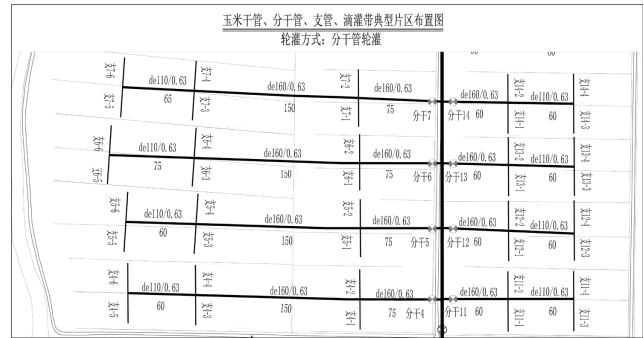 玉米干管、分干管、支管、滴灌带典型片区布置图
轮灌方式：分干管轮灌
60
60
支7-6
de110/0.63
支7-4
de160/0.63
支7-2
de160/0.63
de160/0.63
支14-2
de110/0.63
支14-4
支7-5
65
支7-3
150
支7-1
75
分干7
分干14
60
支14-1
60
支14-3
支6-6
de110/0.63
支6-4
de160/0.63
支6-2
de160/0.63
de160/0.63
支13-2
de110/0.63
支13-4
支6-5
75
支6-3
150
支6-1
75
分干6
分干13
60
支13-1
60
支13-3
支5-6
de110/0.63
支5-4
de160/0.63
支5-2
de160/0.63
de160/0.63
支12-2
de110/0.63
支12-4
支5-5
60
支5-3
150
支5-1
75
分干5
分干12
60
支12-1
60
支12-3
支4-6
de110/0.63
支4-4
de160/0.63
支4-2
de160/0.63
de160/0.63
支11-2
de110/0.63
支11-4
支4-5
60
支4-3
150
支4-1
75
分干4
分干11
60
支11-1
60
支11-3